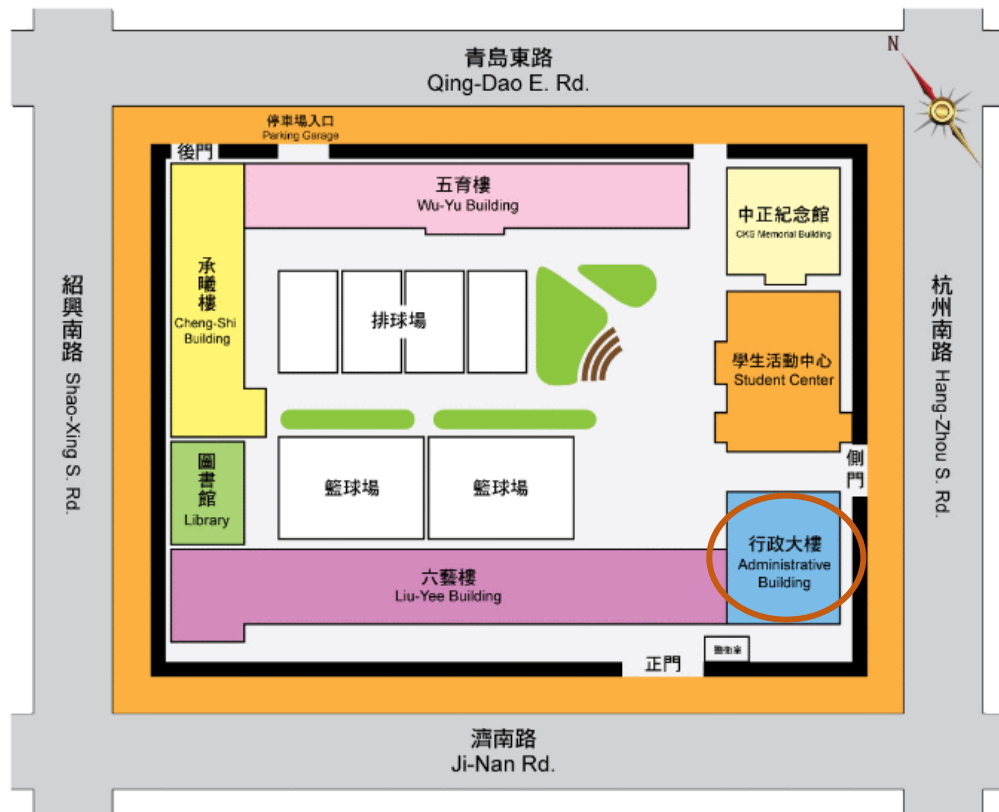 青島東路
Qing-Dao E. Rd.
N
停車場入口
Parking Garage
後門
五育樓
Wu-Yu Building
中正紀念館
CKS Memorial Building
承曦樓
Cheng-Shi
Building
排球場
紹興南路 Shao-Xing S. Rd.
杭州南路 Hang-Zhou S. Rd.
學生活動中心
Student Center
圖書館
Library
籃球場
籃球場
側門
行政大樓
Administrative
Building
六藝樓
Liu-Yee Building
警衛室
正門
濟南路
Ji-Nan Rd.